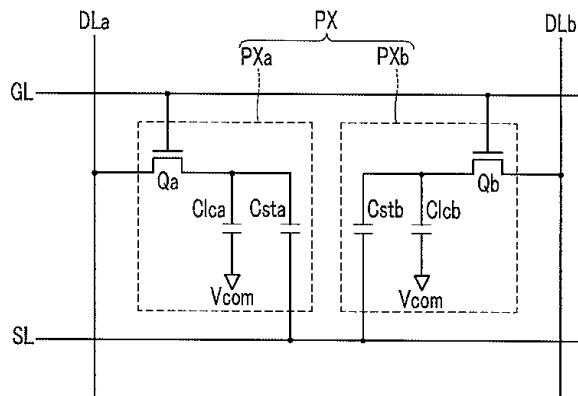 DLa
PX
DLb
PXa
PXb
GL
Qa
Qb
Clca
Csta
Cstb
Clcb
Vcom
Vcom
SL